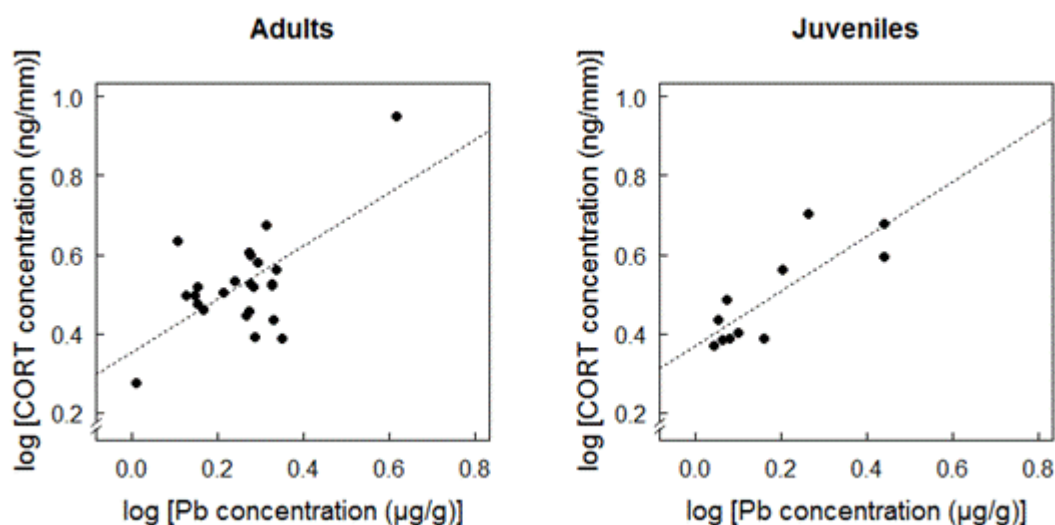 Adults
log [CORT concentration (ng/mm)]
1.0
0.8
0.6
0.4
0.2
0.0 0.2 0.4 0.6 0.8
log [Pb concentration (μg/g)]
Juveniles
log [CORT concentration (ng/mm)]
1.0
0.8
0.6
0.4
0.2
0.0 0.2 0.4 0.6 0.8
log [Pb concentration (μg/g)]